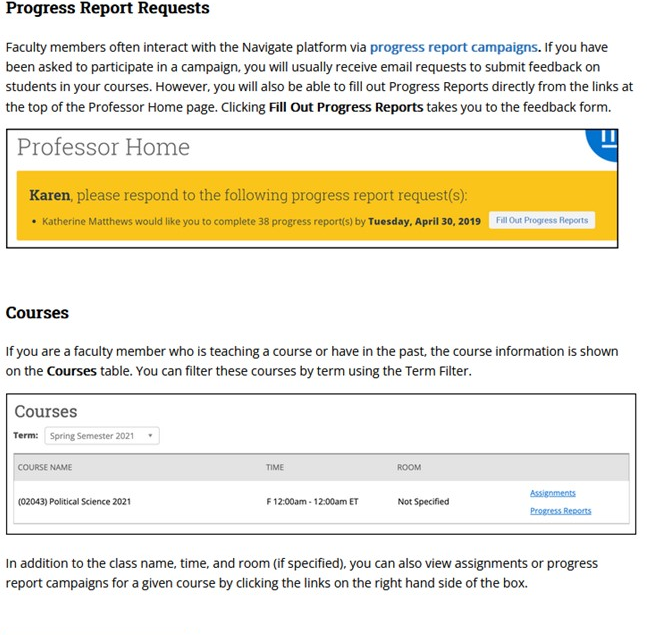 Progress Report Requests
Faculty members often interact with the Navigate platform via progress report campaigns. If you have
been asked to participate in a campaign, you will usually receive email requests to submit feedback on
students in your courses. However, you will also be able to fill out Progress Reports directly from the links at
the top of the Professor Home page. Clicking Fill Out Progress Reports takes you to the feedback form.
Professor Home
Karen, please respond to the following progress report request(s):
• Katherine Matthews would like you to complete 38 progress report(s) by Tuesday, April 30, 2019 Fill Out Progress Reports
Courses
If you are a faculty member who is teaching a course or have in the past, the course information is shown
on the Courses table. You can filter these courses by term using the Term Filter.
Courses
Term: Spring Semester 2021
COURSE NAME TIME ROOM
(02043) Political Science 2021 F 12:00am - 12:00am ET Not Specified Assignments
Progress Reports
In addition to the class name, time, and room (if specified), you can also view assignments or progress
report campaigns for a given course by clicking the links on the right hand side of the box.